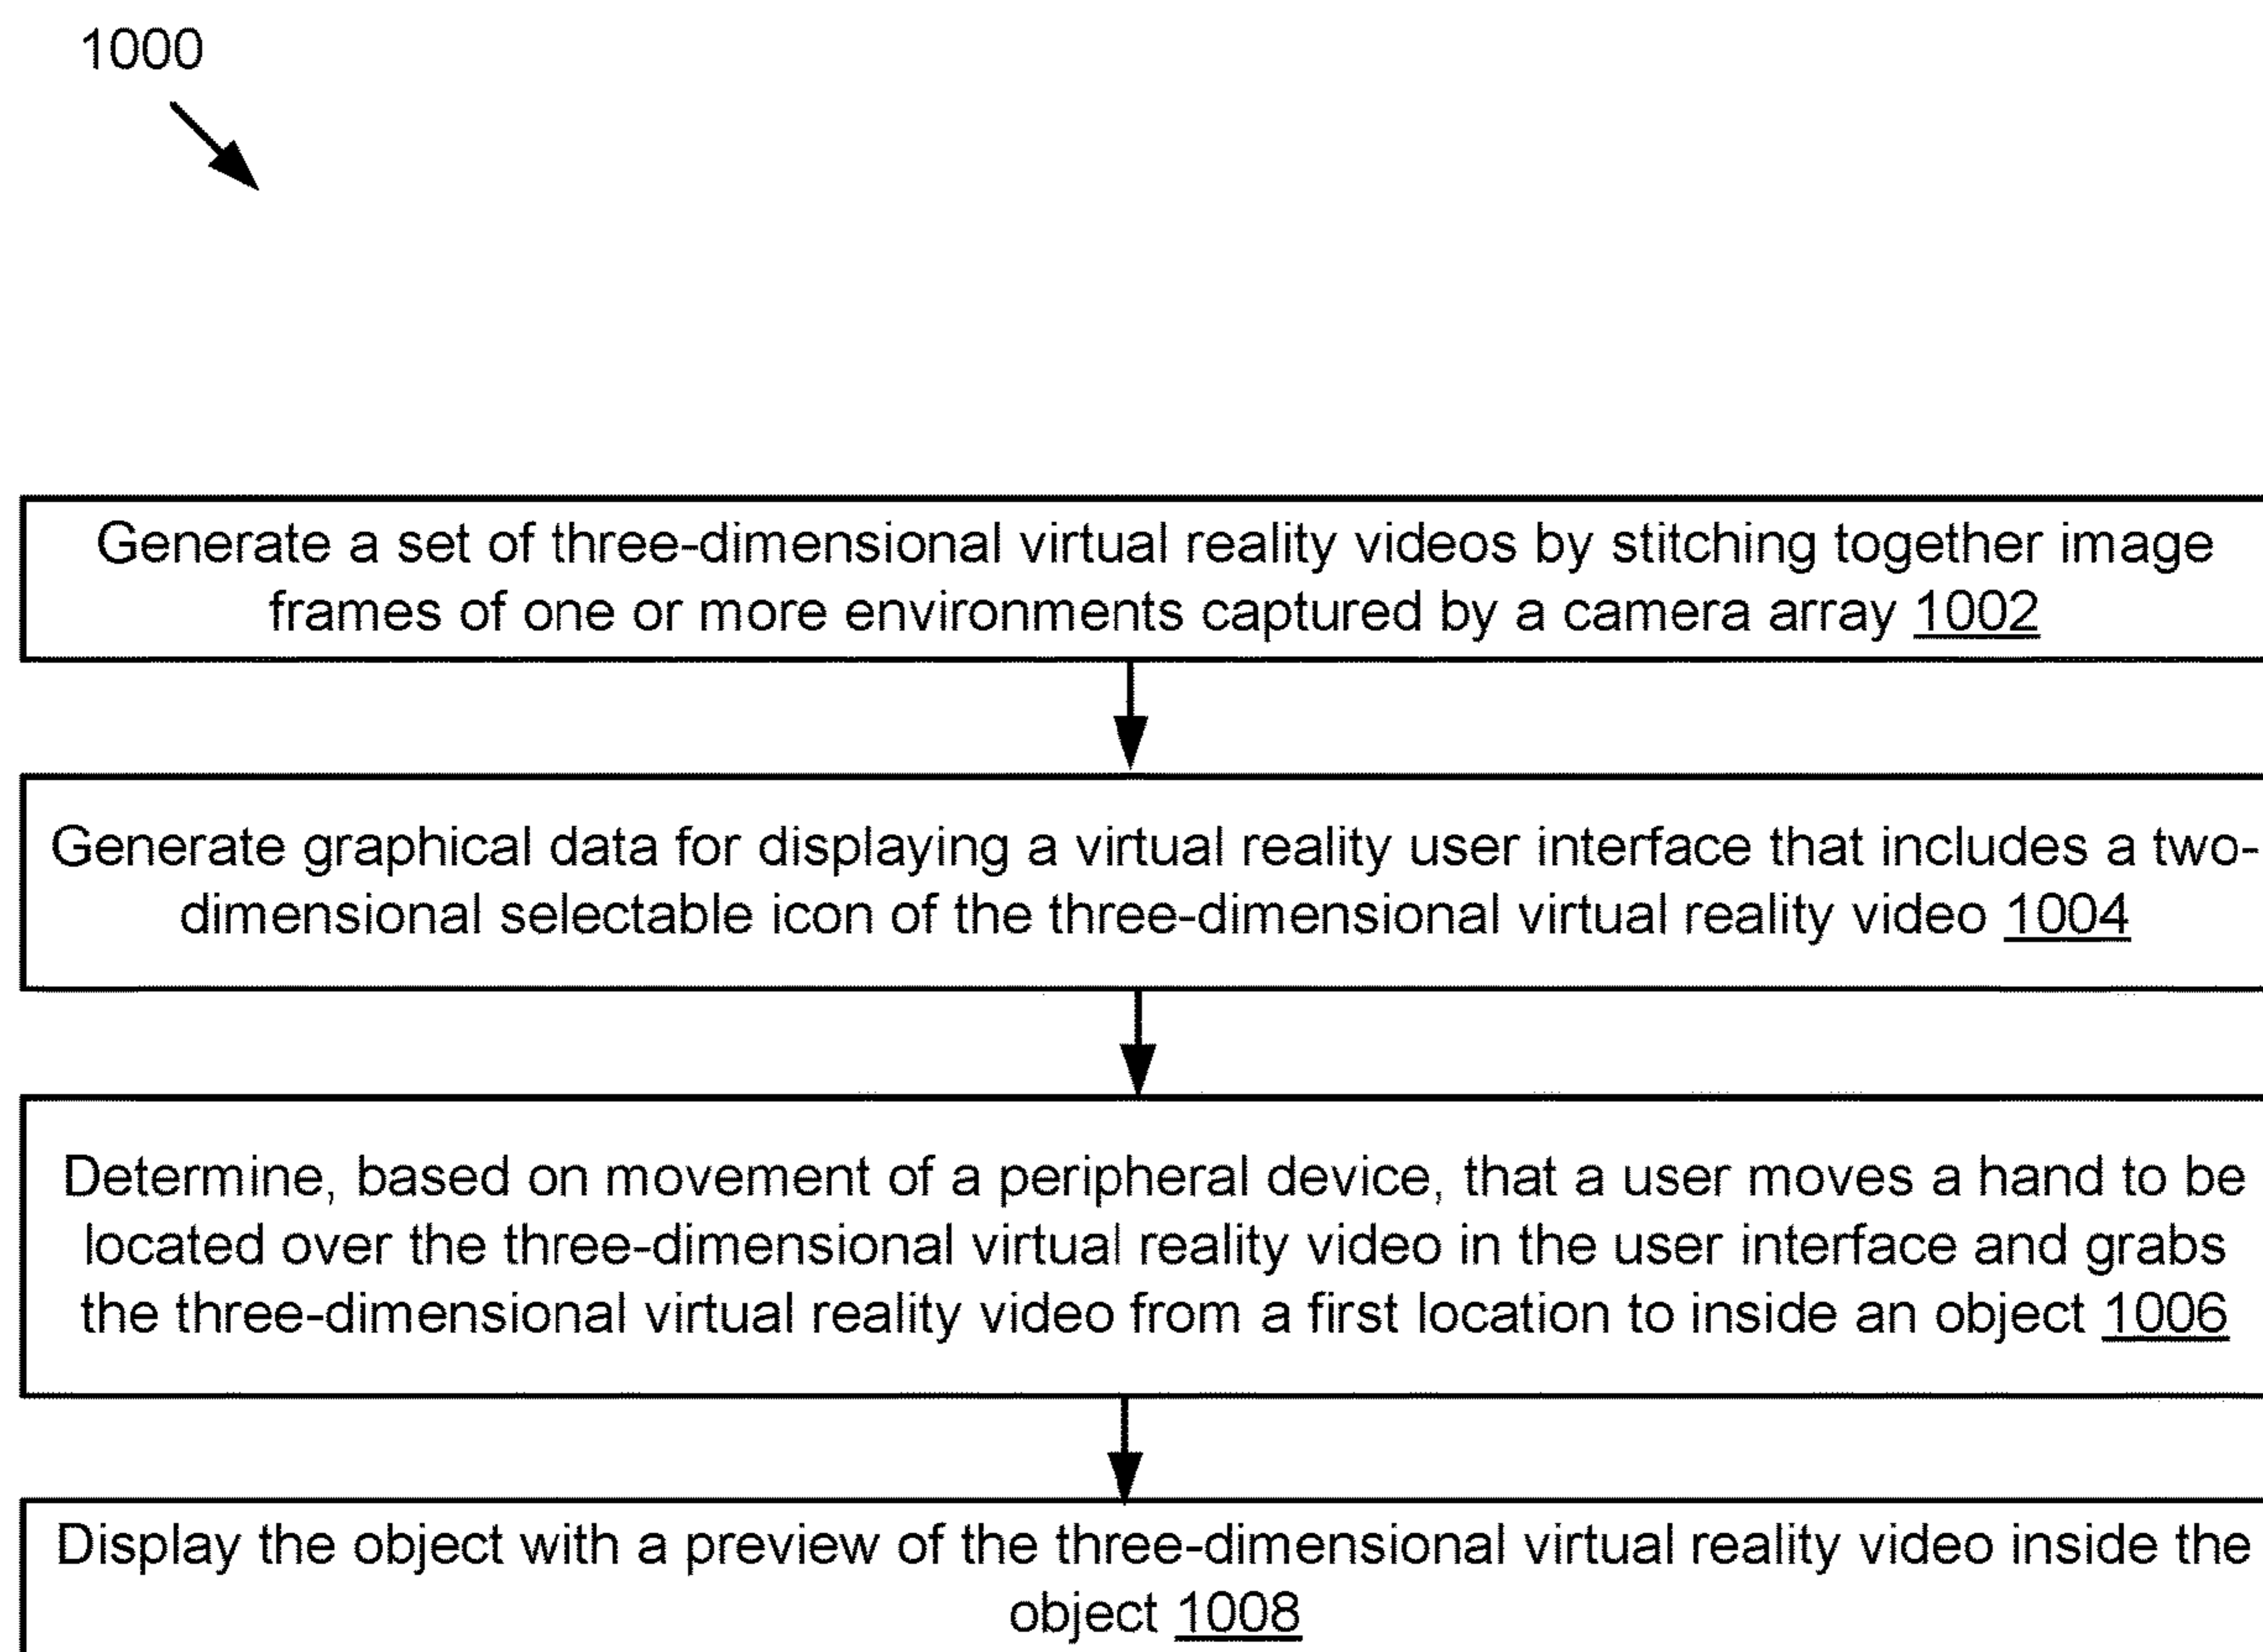 1000
Generate a set of three-dimensional virtual reality videos by stitching together image
frames of one or more environments captured by a camera array 1002
Generate graphical data for displaying a virtual reality user interface that includes a two-
dimensional selectable icon of the three-dimensional virtual reality video 1004
Determine, based on movement of a peripheral device, that a user moves a hand to be
located over the three-dimensional virtual reality video in the user interface and grabs
the three-dimensional virtual reality video from a first location to inside an object 1006
Display the object with a preview of the three-dimensional virtual reality video inside the
object 1008